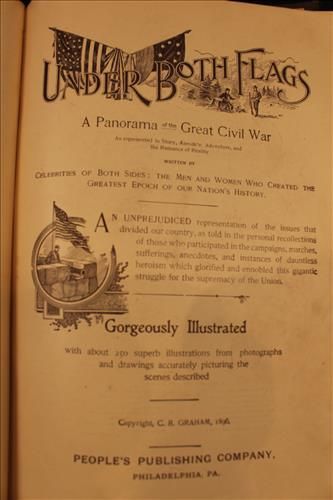 UNDER BOTH FLAGS
A Panorama of the Great Civil War
As represented in Story, Anecdote, Adventure, and
the Romance of Reality
WRITTEN BY
CELEBRITIES OF BOTH SIDES: THE MEN AND WOMEN WHO CREATED THE
GREATEST EPOCH OF OUR NATION'S HISTORY.
AN UNPREJUDICED representation of the issues that
divided our country, as told in the personal recollections
of those who participated in the campaigns, marches,
sufferings, anecdotes, and instances of dauntless
heroism which glorified and ennobled this gigantic
struggle for the supremacy of the Union.
Gorgeously Illustrated
with about 250 superb illustrations from photographs
and drawings accurately picturing the
scenes described
Copyright, C. R. GRAHAM, 1896.
PEOPLE'S PUBLISHING COMPANY,
PHILADELPHIA, PA.